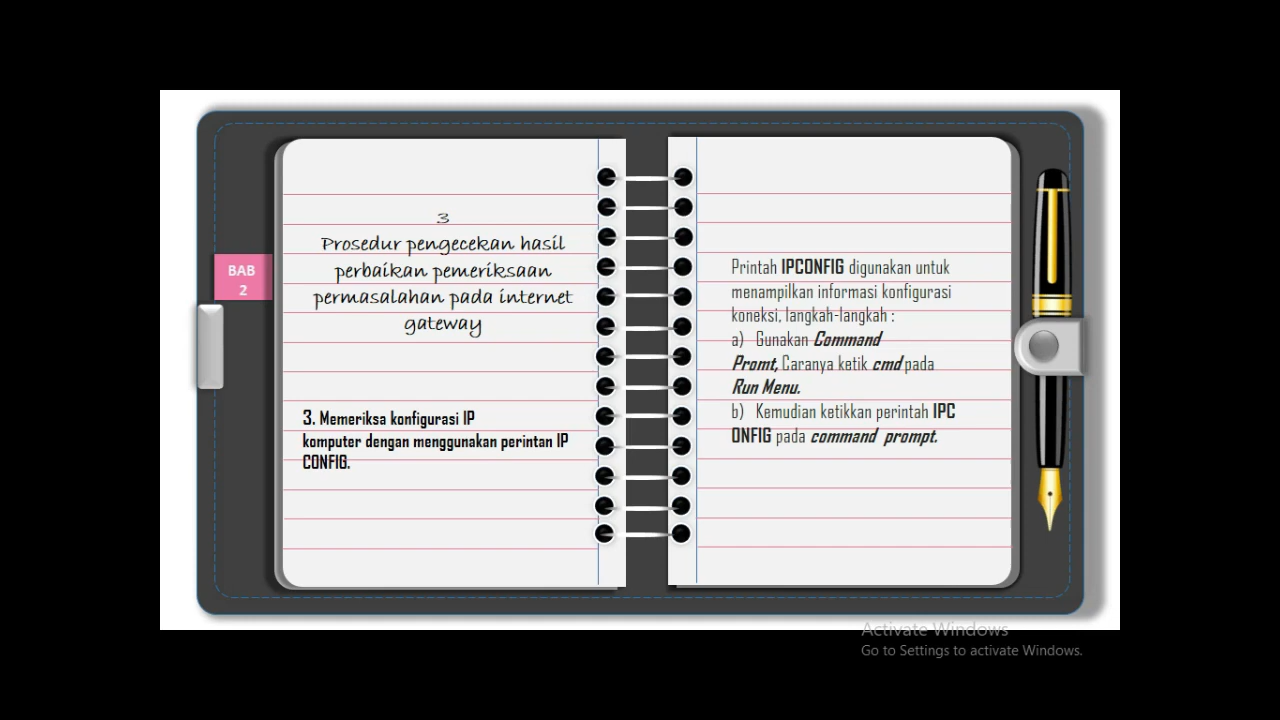 BAB
2
3
Prosedur pengecekan hasil
perbaikan pemeriksaan
permasalahan pada internet
gateway
3. Memeriksa konfigurasi IP
komputer dengan menggunakan perintan IP
CONFIG.
Printah IPCONFIG digunakan untuk
menampilkan informasi konfigurasi
koneksi, langkah-langkah :
a) Gunakan Command
Promt, Caranya ketik cmd pada
Run Menu.
b) Kemudian ketikkan perintah IPC
ONFIG pada command prompt.
Activate Windows
Go to Settings to activate Windows.